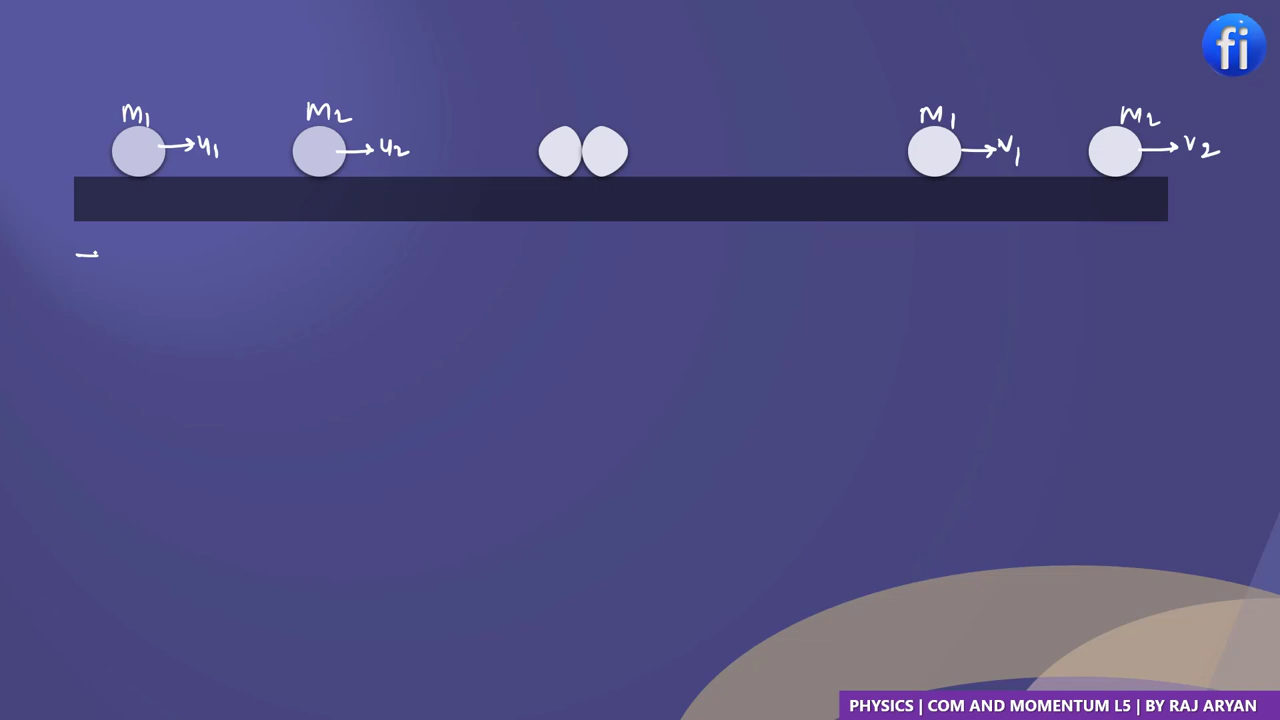 fi
M1 M2 M1 M2
u1 u2 v1 v2
PHYSICS | COM AND MOMENTUM L5 | BY RAJ ARYAN